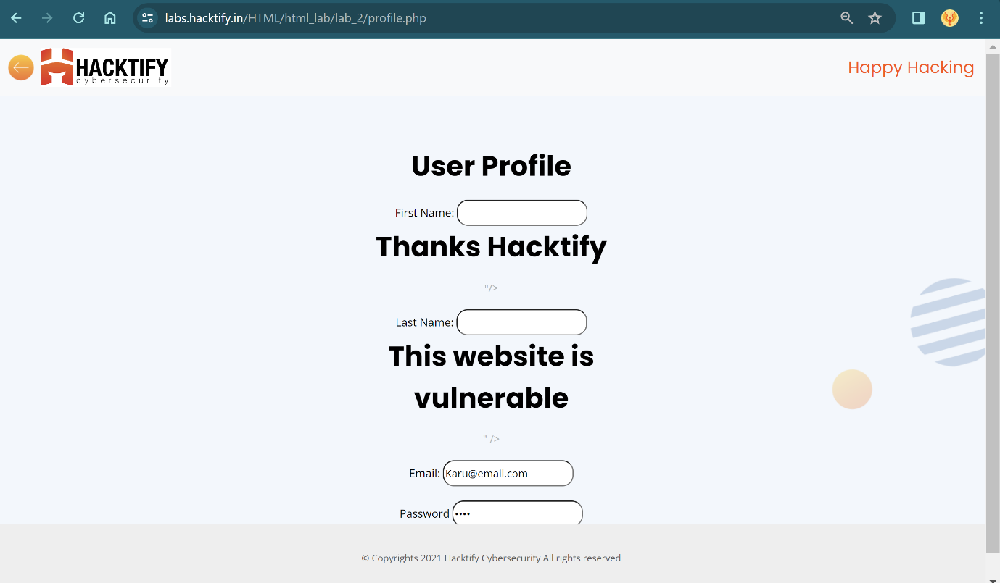 labs.hacktify.in/HTML/html_lab/lab_2/profile.php
HACKTIFY
cybersecurity
Happy Hacking
User Profile
First Name:
Thanks Hacktify
"/>
Last Name:
This website is
vulnerable
" />
Email: Karu@email.com
Password ••••
© Copyrights 2021 Hacktify Cybersecurity All rights reserved